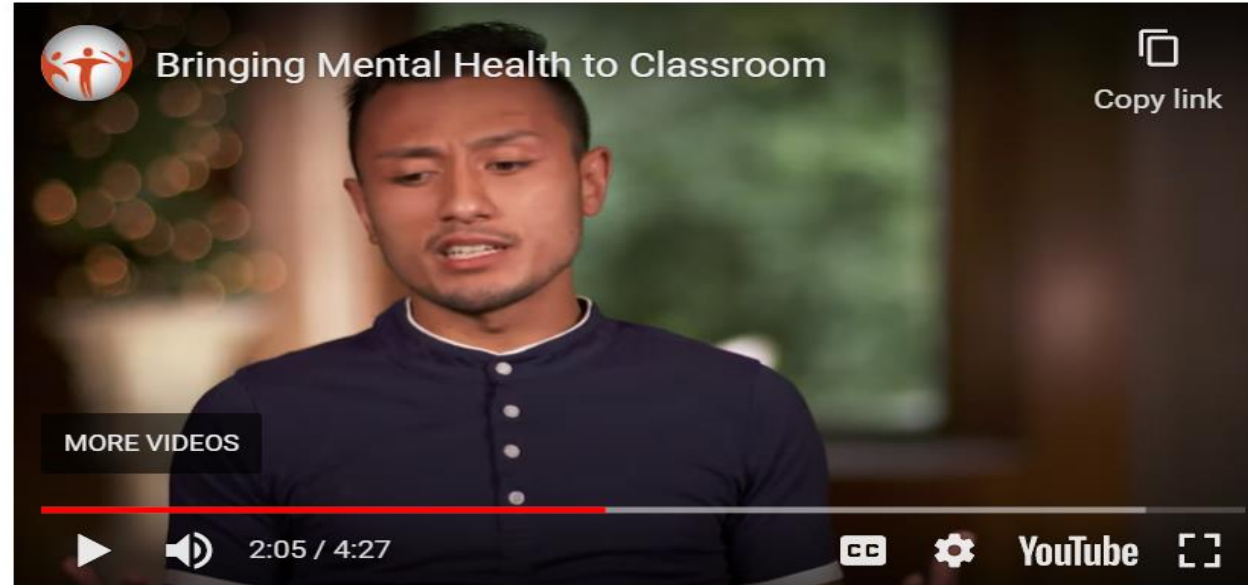 Bringing Mental Health to Classroom
Copy link
MORE VIDEOS
2:05 / 4:27
CC
YouTube